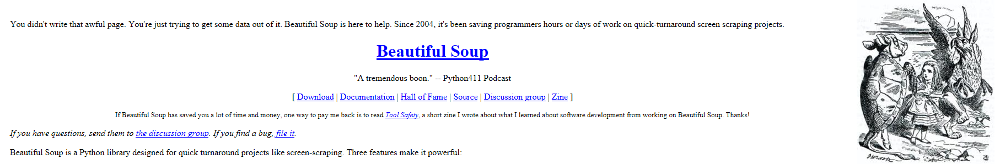 You didn't write that awful page. You're just trying to get some data out of it. Beautiful Soup is here to help. Since 2004, it's been saving programmers hours or days of work on quick-turnaround screen scraping projects.
Beautiful Soup
"A tremendous boon." -- Python411 Podcast
[ Download | Documentation | Hall of Fame | Source | Discussion group | Zine ]
If Beautiful Soup has saved you a lot of time and money, one way to pay me back is to read Tool Safety, a short zine I wrote about what I learned about software development from working on Beautiful Soup. Thanks!
If you have questions, send them to the discussion group. If you find a bug, file it.
Beautiful Soup is a Python library designed for quick turnaround projects like screen-scraping. Three features make it powerful: